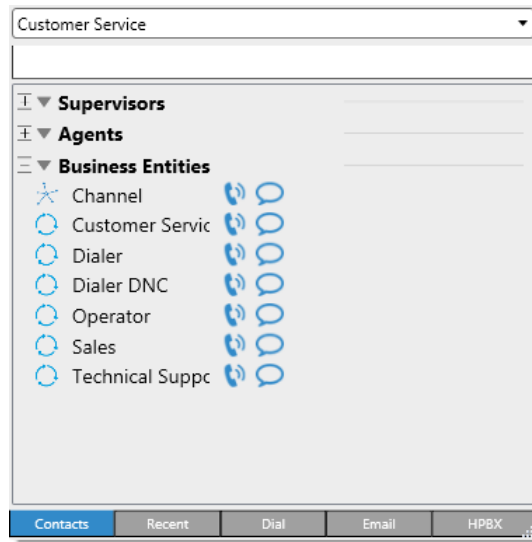 Customer Service
Supervisors
Agents
Business Entities
Channel
Customer Servic
Dialer
Dialer DNC
Operator
Sales
Technical Suppo
Contacts Recent Dial Email HPBX